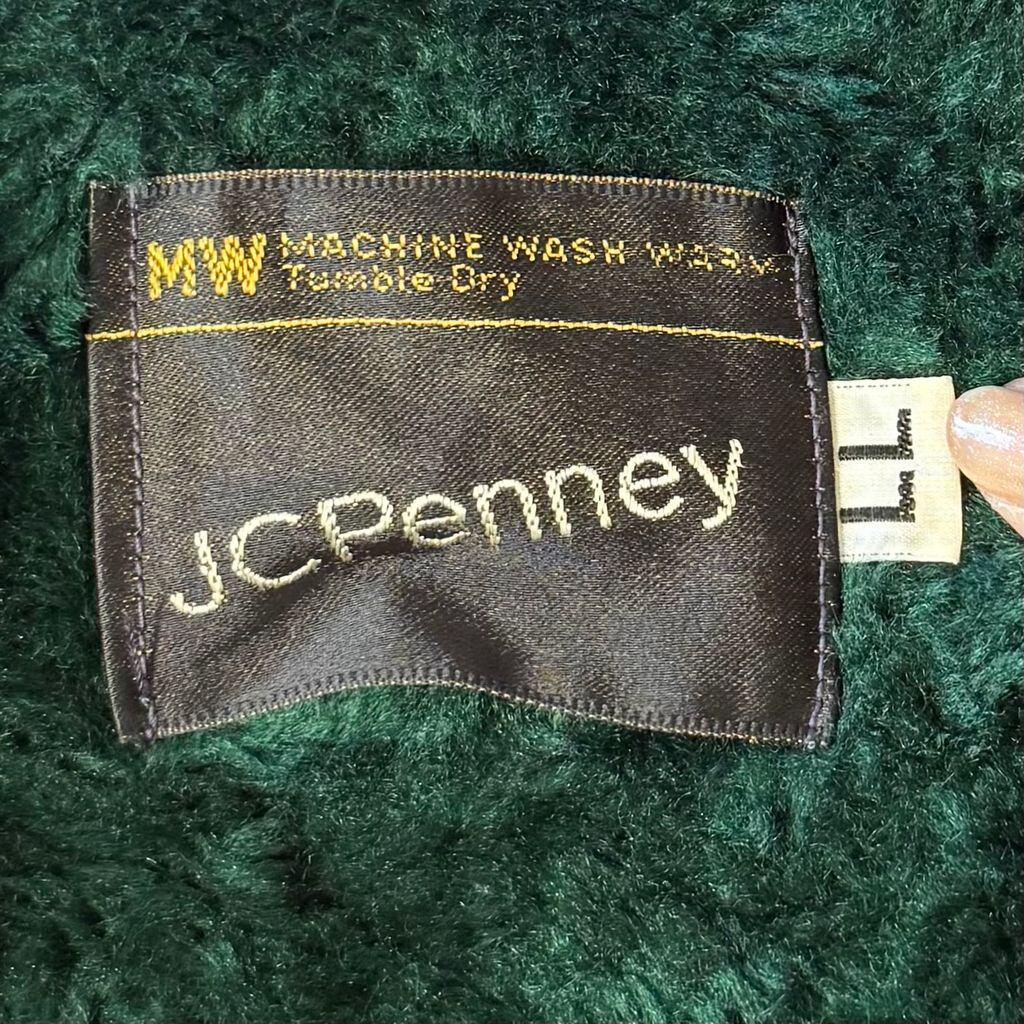 MW MACHINE WASH WARM
Tumble Dry
JCPenney
LL